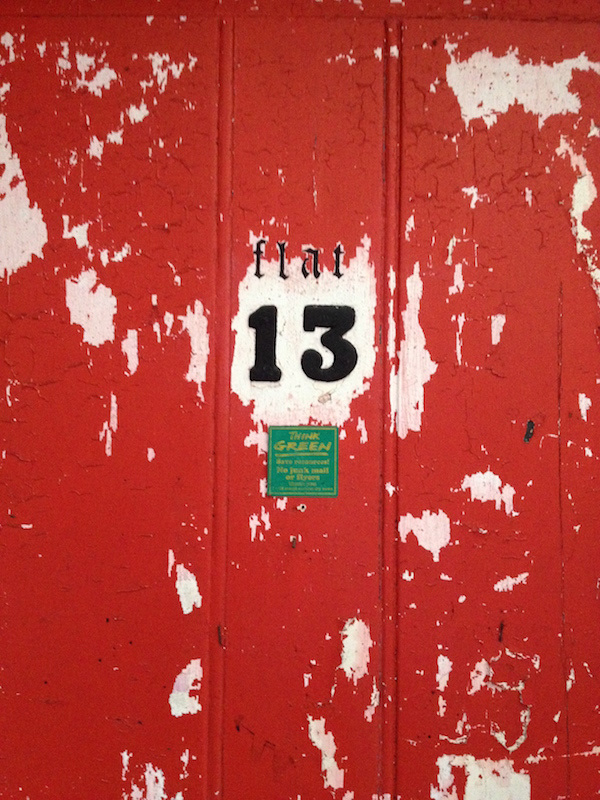 flat
13
THINK
GREEN
Save resources!
No junk mail
or flyers